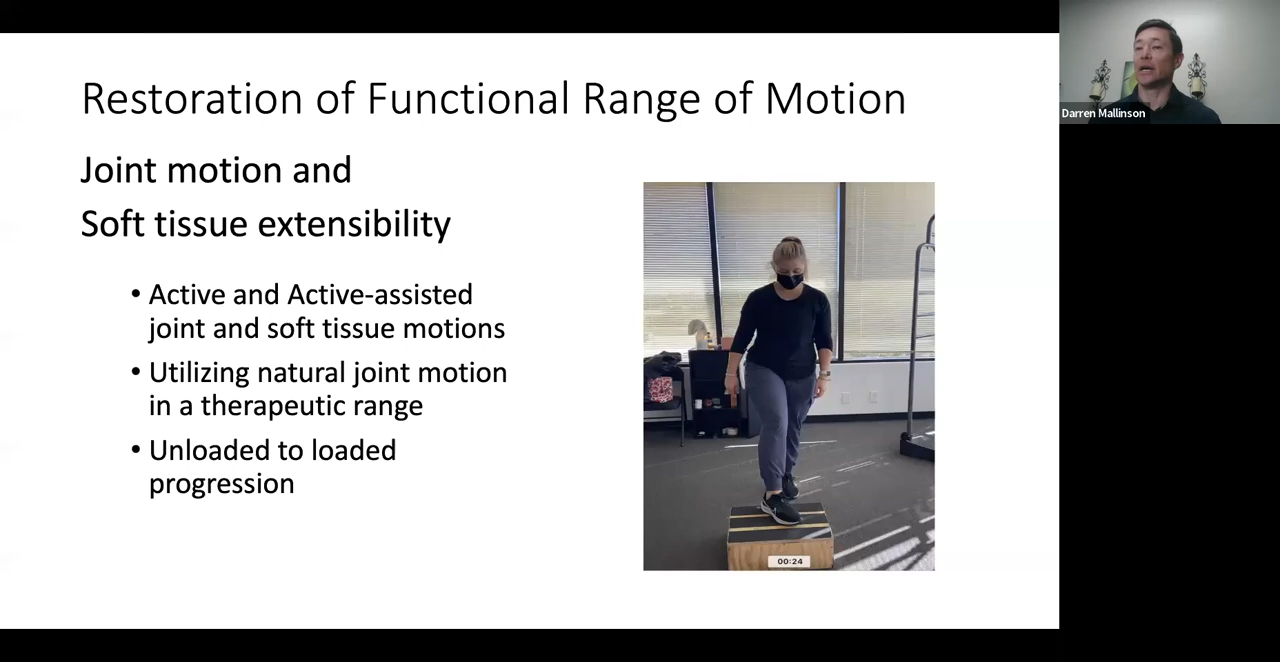 Restoration of Functional Range of Motion
Joint motion and
Soft tissue extensibility
• Active and Active-assisted
joint and soft tissue motions
• Utilizing natural joint motion
in a therapeutic range
• Unloaded to loaded
progression
00:24
Darren Mallinson